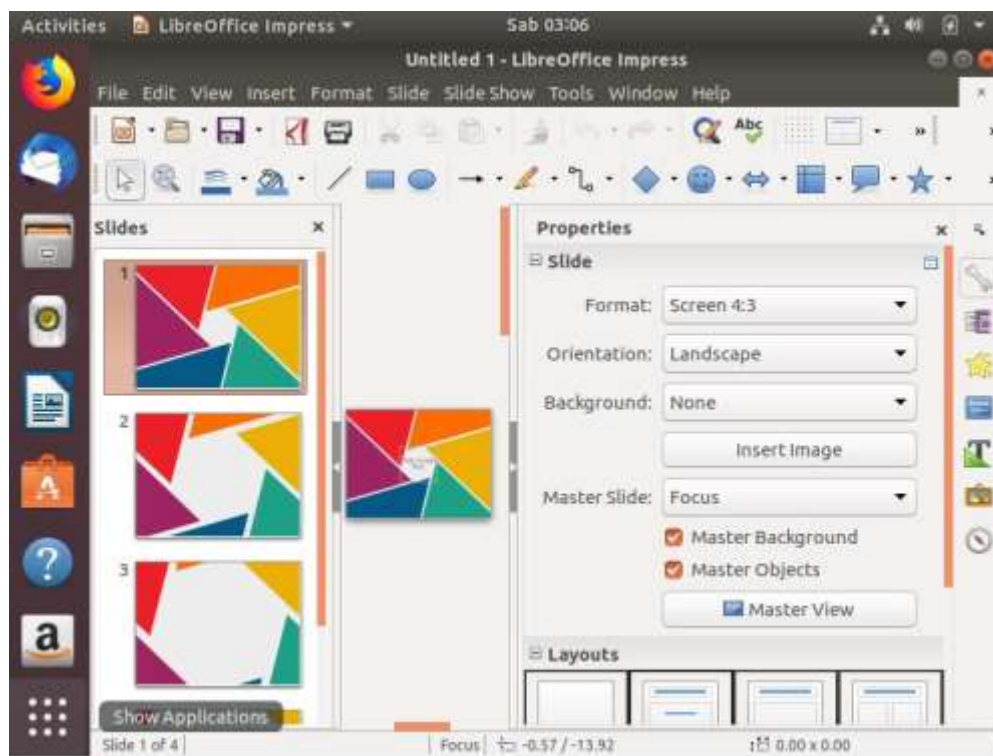 Activities LibreOffice Impress Sab 03:06
Untitled 1 - LibreOffice Impress
File Edit View Insert Format Slide Slide Show Tools Window Help
Abc
Slides
Properties
Slide
1
Format: Screen 4:3
Orientation: Landscape
Background: None
2
Insert Image
Master Slide: Focus
Master Background
3
Master Objects
Master View
Layouts
Show Applications
Slide 1 of 4 Focus -0.57 / -13.92 0.00 x 0.00